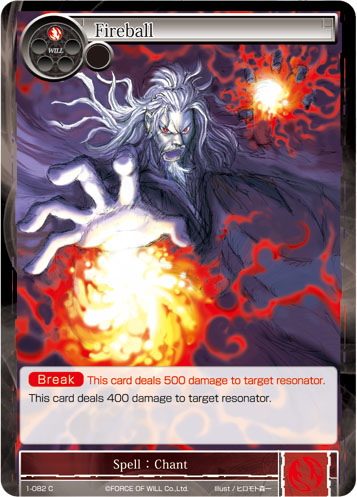 Fireball
WILL
Break This card deals 500 damage to target resonator.
This card deals 400 damage to target resonator.
Spell : Chant
1-082 C ©FORCE OF WILL Co.,Ltd. Illust / ヒロモト森一